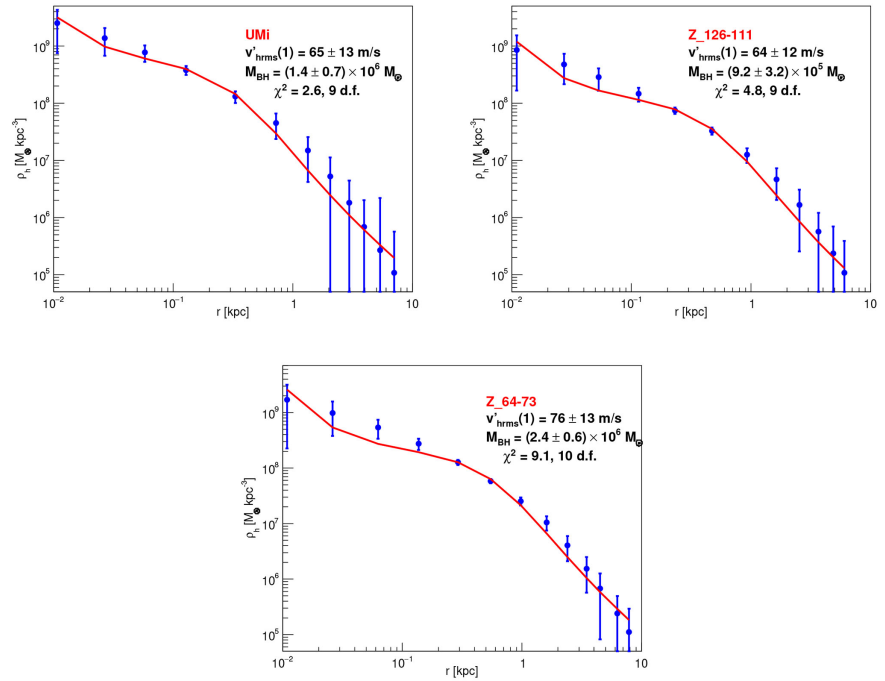 UMi
v'hrms(1) = 65 ± 13 m/s
MBH = (1.4 ± 0.7) × 10^6 M⊗
χ² = 2.6, 9 d.f.
ρh [M⊗ kpc⁻³]
10^9
10^8
10^7
10^6
10^5
10⁻² 10⁻¹ 1 10
r [kpc]
Z_126-111
v'hrms(1) = 64 ± 12 m/s
MBH = (9.2 ± 3.2) × 10^5 M⊗
χ² = 4.8, 9 d.f.
ρh [M⊗ kpc⁻³]
10^9
10^8
10^7
10^6
10^5
10⁻² 10⁻¹ 1 10
r [kpc]
Z_64-73
v'hrms(1) = 76 ± 13 m/s
MBH = (2.4 ± 0.6) × 10^6 M⊙
χ² = 9.1, 10 d.f.
ρh [M⊗ kpc⁻³]
10^9
10^8
10^7
10^6
10^5
10⁻² 10⁻¹ 1 10
r [kpc]